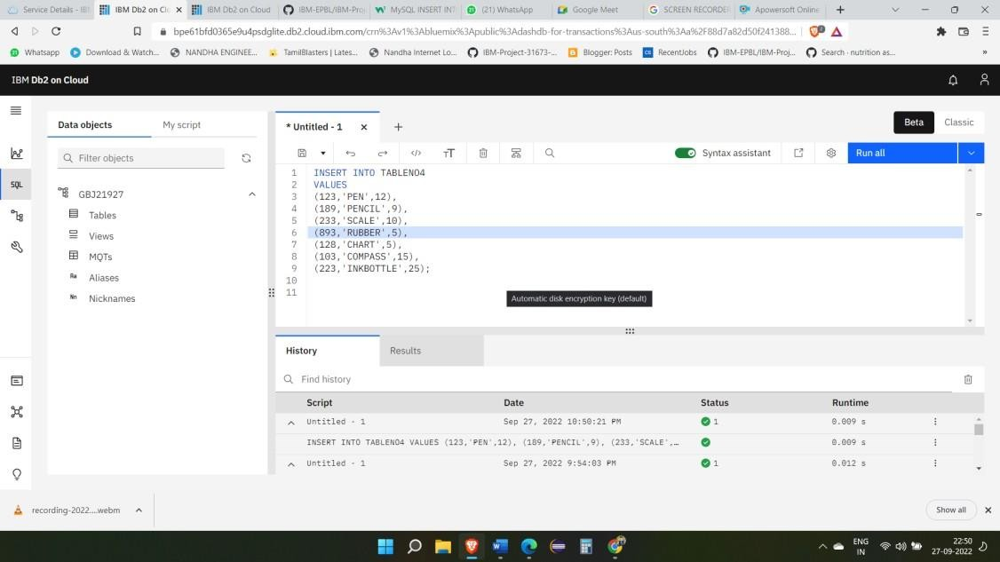 Service Details - IBM
IBM Db2 on Clo
IBM Db2 on Cloud
IBM-EPBL/IBM-Proj
MySQL INSERT INT
(21) WhatsApp
Google Meet
SCREEN RECORDER
Apowersoft Online
bpe61bfd0365e9u4psdglite.db2.cloud.ibm.com/crn%3Av1%3Abluemix%3Apublic%3Adashdb-for-transactions%3Aus-south%3Aa%2F88d7a82d50f241388...
Whatsapp
Download & Watch...
NANDHA ENGINEE...
TamilBlasters | Lates...
Nandha Internet Lo...
IBM-Project-31673-...
Blogger: Posts
RecentJobs
IBM-EPBL/IBM-Proj...
Search · nutrition as...
»
IBM Db2 on Cloud
Data objects
My script
* Untitled - 1
Beta
Classic
Filter objects
Syntax assistant
Run all
SQL
GBJ21927
Tables
Views
MQTs
Aliases
Nicknames
1 INSERT INTO TABLENO4
2 VALUES
3 (123,'PEN',12),
4 (189,'PENCIL',9),
5 (233,'SCALE',10),
6 (893,'RUBBER',5),
7 (128,'CHART',5),
8 (103,'COMPASS',15),
9 (223,'INKBOTTLE',25);
10
11
Automatic disk encryption key (default)
History
Results
Find history
Script Date Status Runtime
Untitled - 1 Sep 27, 2022 10:50:21 PM 1 0.009 s
INSERT INTO TABLENO4 VALUES (123,'PEN',12), (189,'PENCIL',9), (233,'SCALE',… 0.009 s
Untitled - 1 Sep 27, 2022 9:54:03 PM 1 0.012 s
recording-2022....webm
Show all
ENG
IN
22:50
27-09-2022